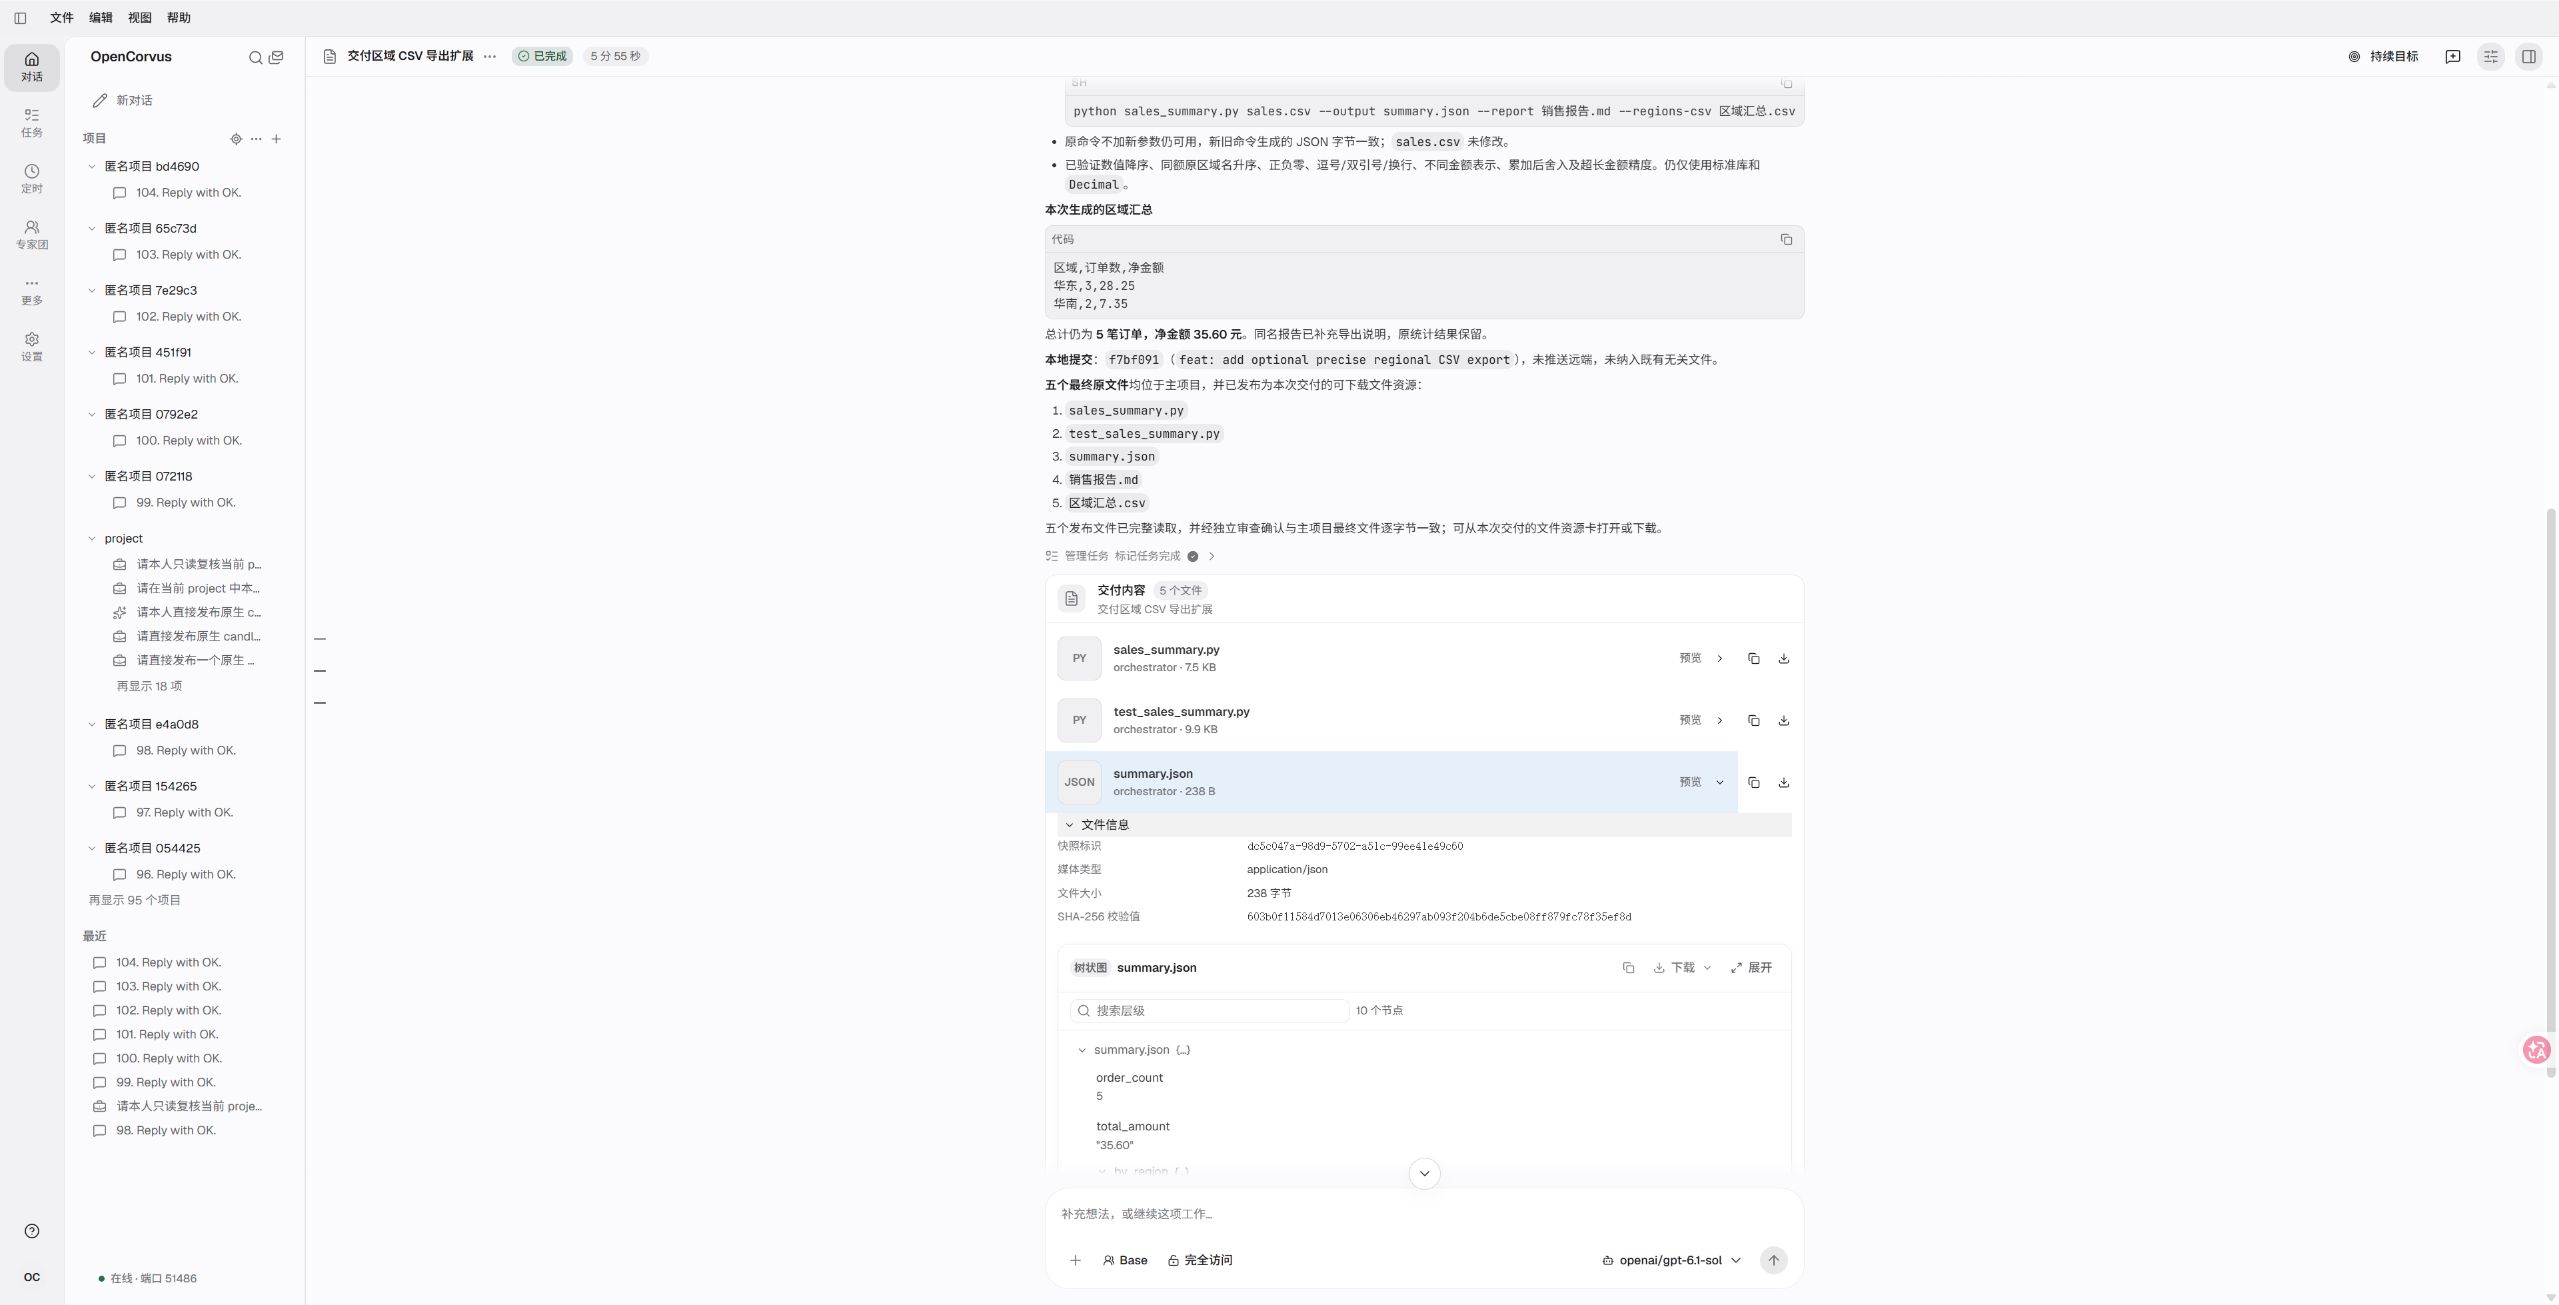 文件 编辑 视图 帮助
对话
任务
定时
专家团
更多
设置
OC
OpenCorvus
新对话
项目
匿名项目 bd4690
104. Reply with OK.
匿名项目 65c73d
103. Reply with OK.
匿名项目 7e29c3
102. Reply with OK.
匿名项目 451f91
101. Reply with OK.
匿名项目 0792e2
100. Reply with OK.
匿名项目 072118
99. Reply with OK.
project
请本人只读复核当前 p...
请在当前 project 中本...
请本人直接发布原生 c...
请直接发布原生 candl...
请直接发布一个原生 ...
再显示 18 项
匿名项目 e4a0d8
98. Reply with OK.
匿名项目 154265
97. Reply with OK.
匿名项目 054425
96. Reply with OK.
再显示 95 个项目
最近
104. Reply with OK.
103. Reply with OK.
102. Reply with OK.
101. Reply with OK.
100. Reply with OK.
99. Reply with OK.
请本人只读复核当前 proje...
98. Reply with OK.
在线 · 端口 51486
交付区域 CSV 导出扩展 ... 已完成 5 分 55 秒
持续目标
SH
python sales_summary.py sales.csv --output summary.json --report 销售报告.md --regions-csv 区域汇总.csv
• 原命令不加新参数仍可用，新旧命令生成的 JSON 字节一致；sales.csv 未修改。
• 已验证数值降序、同额原区域名升序、正负零、逗号/双引号/换行、不同金额表示、累加后舍入及超长金额精度。仍仅使用标准库和
Decimal。
本次生成的区域汇总
代码
区域,订单数,净金额
华东,3,28.25
华南,2,7.35
总计仍为 5 笔订单，净金额 35.60 元。同名报告已补充导出说明，原统计结果保留。
本地提交：f7bf091（feat: add optional precise regional CSV export），未推送远端，未纳入既有无关文件。
五个最终原文件均位于主项目，并已发布为本次交付的可下载文件资源：
1. sales_summary.py
2. test_sales_summary.py
3. summary.json
4. 销售报告.md
5. 区域汇总.csv
五个发布文件已完整读取，并经独立审查确认与主项目最终文件逐字节一致；可从本次交付的文件资源卡打开或下载。
管理任务 标记任务完成
交付内容 5 个文件
交付区域 CSV 导出扩展
PY
sales_summary.py
orchestrator · 7.5 KB
预览
PY
test_sales_summary.py
orchestrator · 9.9 KB
预览
JSON
summary.json
orchestrator · 238 B
预览
文件信息
快照标识 dc5c047a-98d9-5702-a51c-99ee41e49c60
媒体类型 application/json
文件大小 238 字节
SHA-256 校验值 603b0f11584d7013e06306eb46297ab093f204b6de5cbe08ff879fc78f35ef8d
树状图 summary.json
下载 展开
搜索层级 10 个节点
summary.json {...}
order_count
5
total_amount
"35.60"
by_region {...}
补充想法，或继续这项工作...
Base 完全访问
openai/gpt-6.1-sol